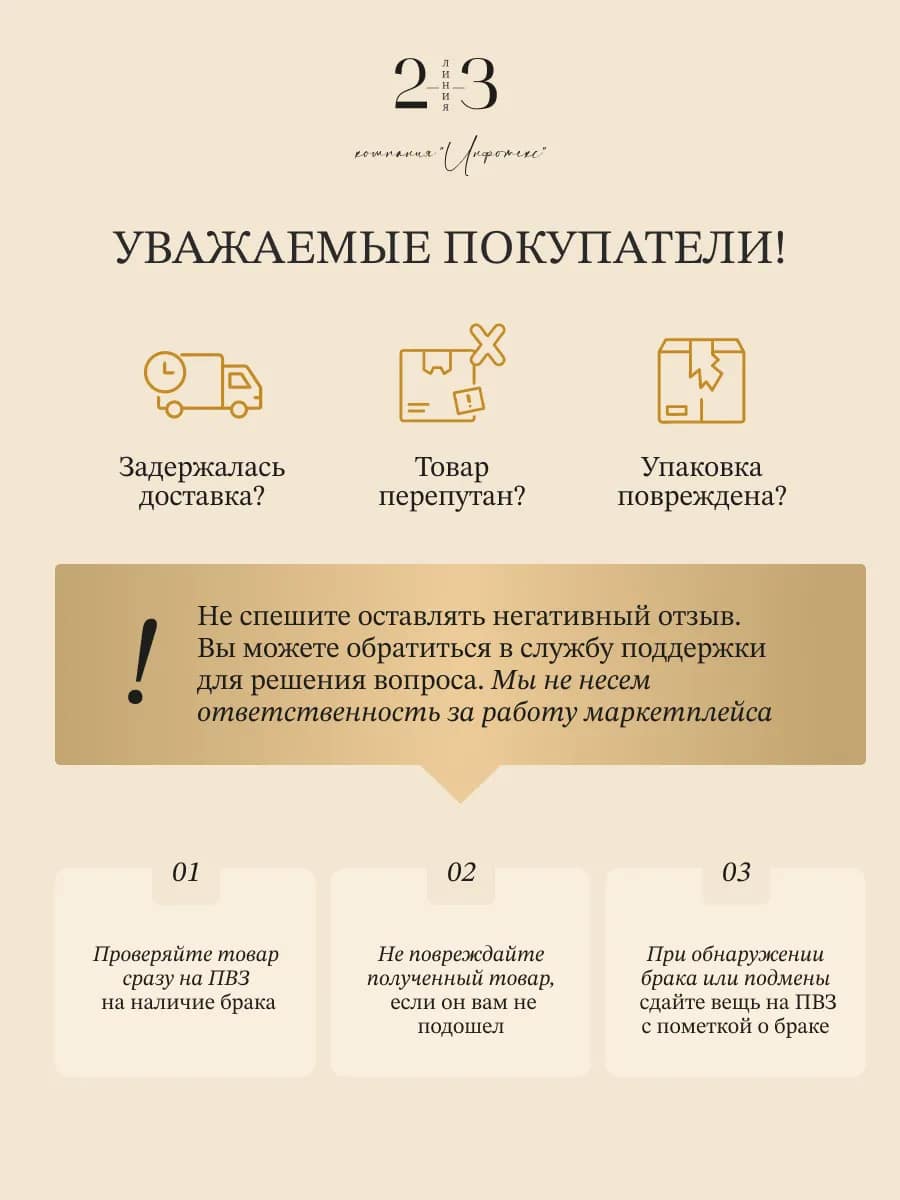 2 ЛИНИЯ 3
компания "Инфотекс"
УВАЖАЕМЫЕ ПОКУПАТЕЛИ!
Задержалась
доставка?
Товар
перепутан?
Упаковка
повреждена?
!
Не спешите оставлять негативный отзыв.
Вы можете обратиться в службу поддержки
для решения вопроса. Мы не несем
ответственность за работу маркетплейса
01
Проверяйте товар
сразу на ПВЗ
на наличие брака
02
Не повреждайте
полученный товар,
если он вам не
подошел
03
При обнаружении
брака или подмены
сдайте вещь на ПВЗ
с пометкой о браке